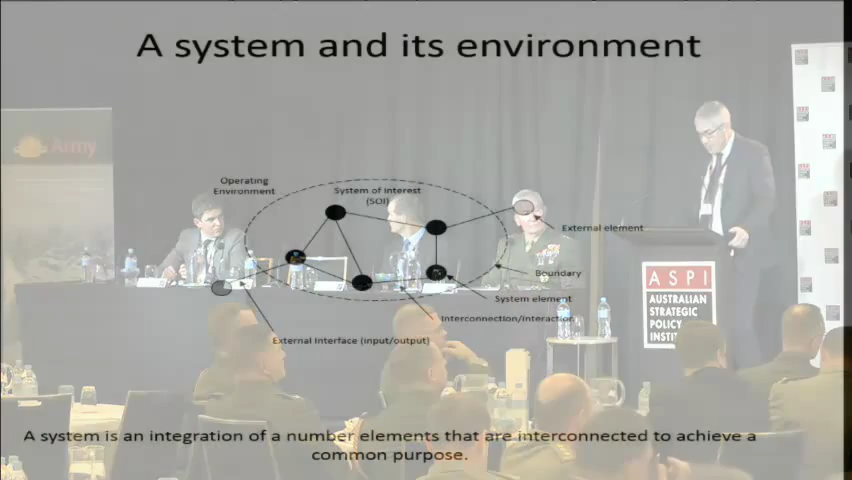 A system and its environment
Army
Operating
Environment
System of Interest
(SOI)
External element
Boundary
System element
Interconnection/interaction
External Interface (input/output)
ASPI
AUSTRALIAN
STRATEGIC
POLICY
A system is an integration of a number elements that are interconnected to achieve a
common purpose.